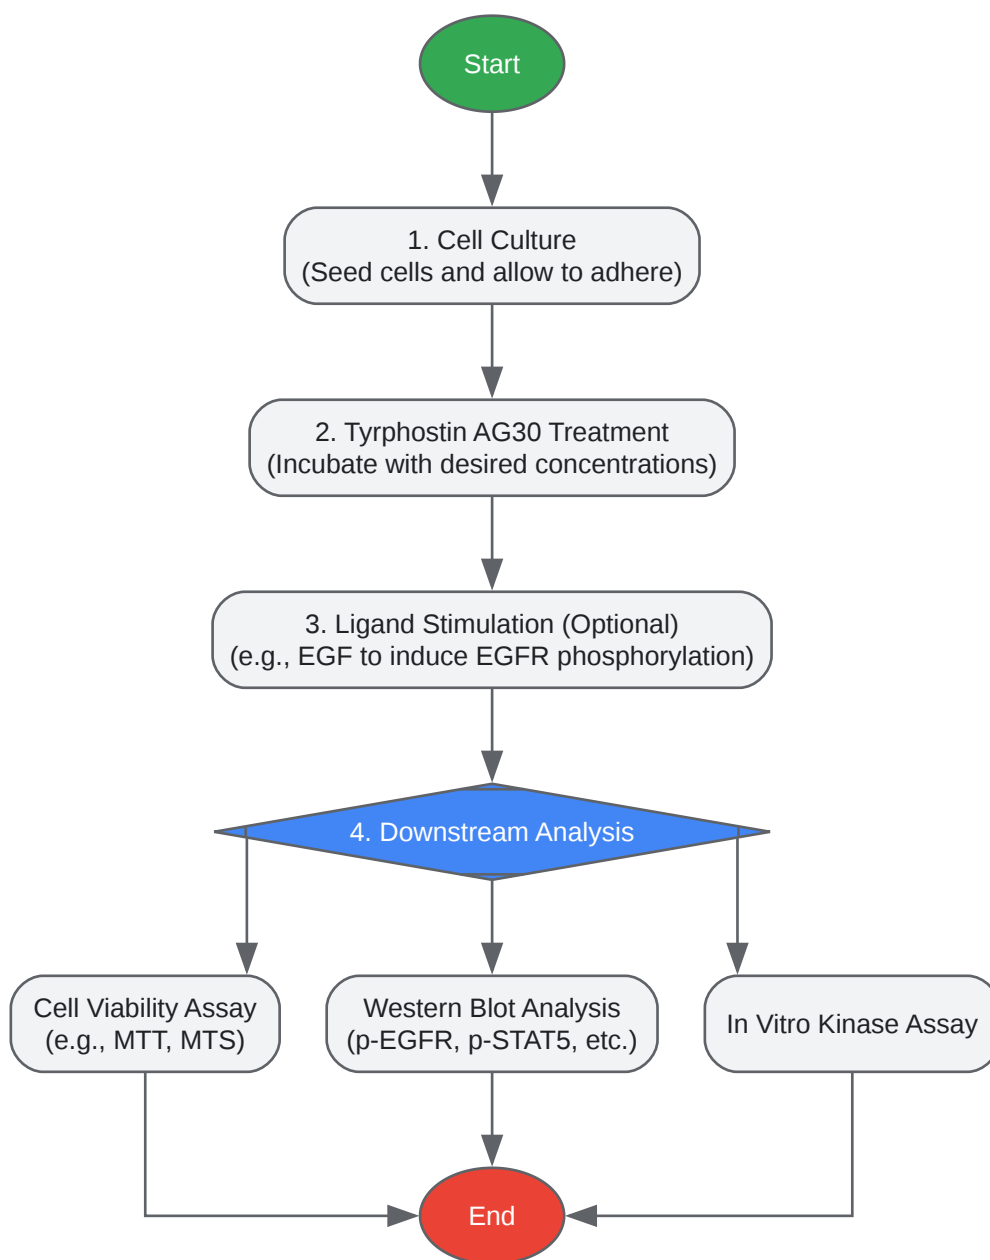 Start
1. Cell Culture
(Seed cells and allow to adhere)
2. Tyrphostin AG30 Treatment
(Incubate with desired concentrations)
3. Ligand Stimulation (Optional)
(e.g., EGF to induce EGFR phosphorylation)
4. Downstream Analysis
Cell Viability Assay
(e.g., MTT, MTS)
Western Blot Analysis
(p-EGFR, p-STAT5, etc.)
In Vitro Kinase Assay
End